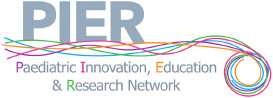 PIER
Paediatric Innovation, Education
& Research Network